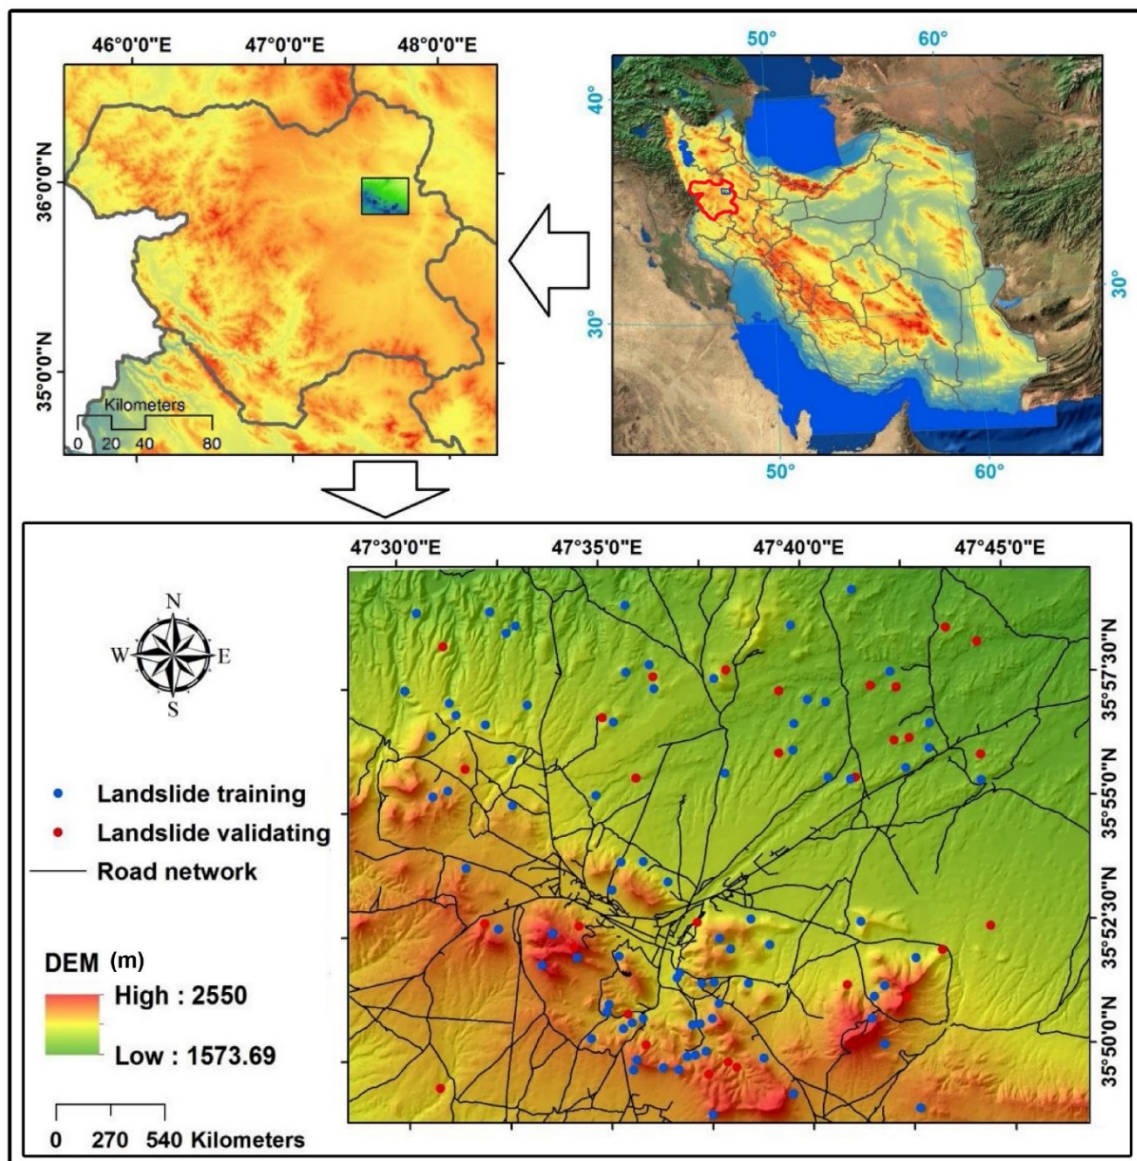 46°0'0"E 47°0'0"E 48°0'0"E
36°0'0"N
35°0'0"N
Kilometers
0 20 40 80
50° 60°
40°
30°
30°
50° 60°
47°30'0"E 47°35'0"E 47°40'0"E 47°45'0"E
N
W E
S
Landslide training
Landslide validating
Road network
DEM (m)
High : 2550
Low : 1573.69
0 270 540 Kilometers
35°57'30"N
35°55'0"N
35°52'30"N
35°50'0"N